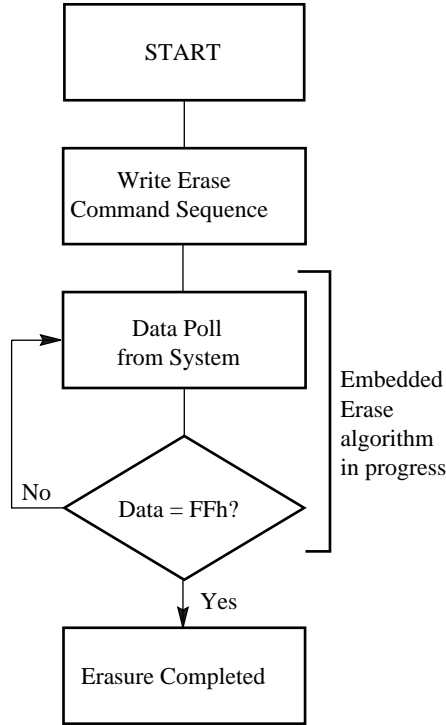 START
Write Erase
Command Sequence
Data Poll
from System
Embedded
Erase
algorithm
in progress
No
Data = FFh?
Yes
Erasure Completed